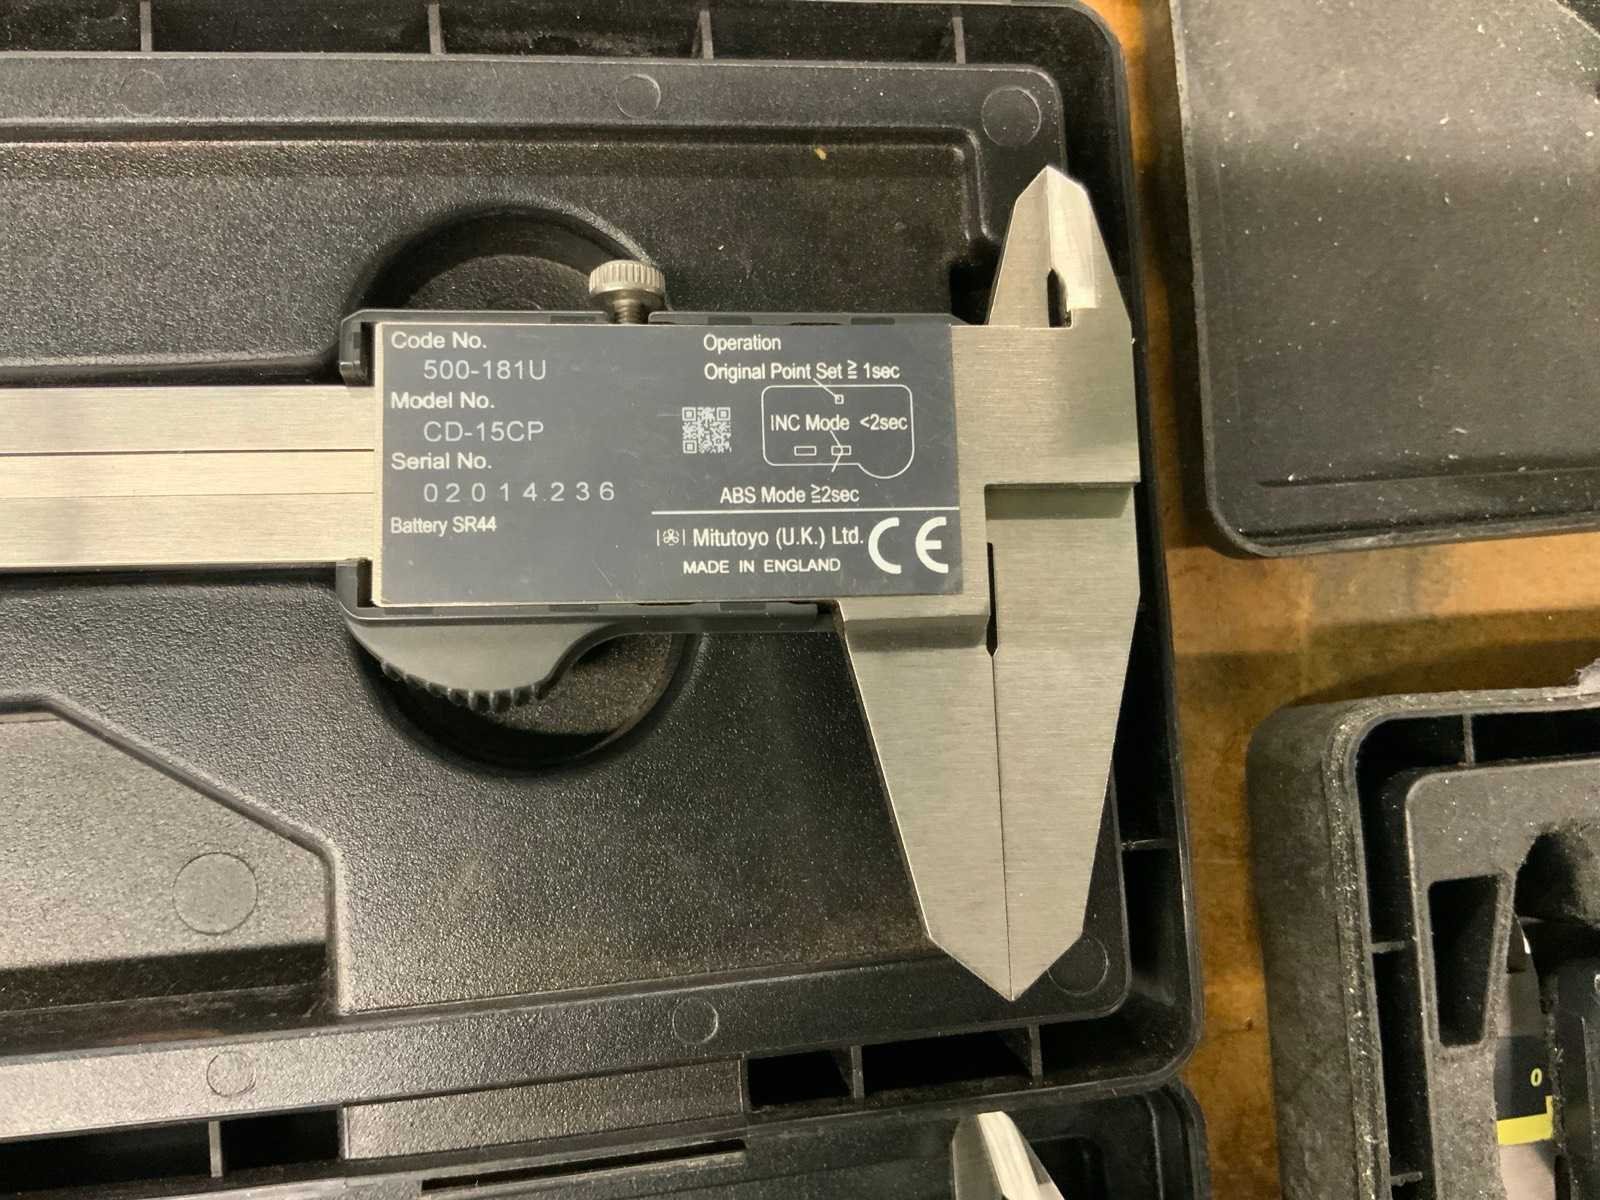 Code No.
500-181U
Model No.
CD-15CP
Serial No.
02014236
Battery SR44
Operation
Original Point Set ≧ 1sec
INC Mode <2sec
ABS Mode ≧2sec
Mitutoyo (U.K.) Ltd.
MADE IN ENGLAND
CE
0